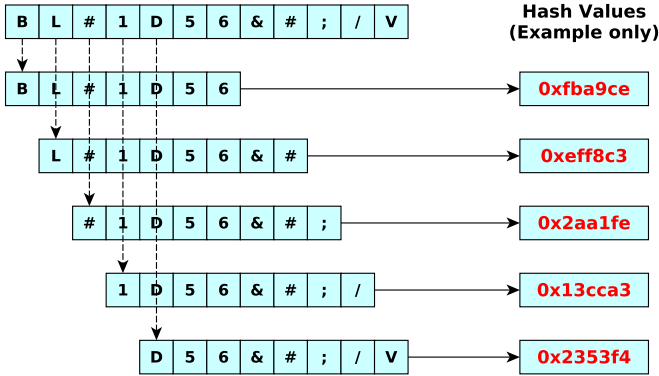 Hash Values
(Example only)
B L # 1 D 5 6 & # ; / V
B L # 1 D 5 6 0xfba9ce
L # 1 D 5 6 & # 0xeff8c3
# 1 D 5 6 & # ; 0x2aa1fe
1 D 5 6 & # ; / 0x13cca3
D 5 6 & # ; / V 0x2353f4